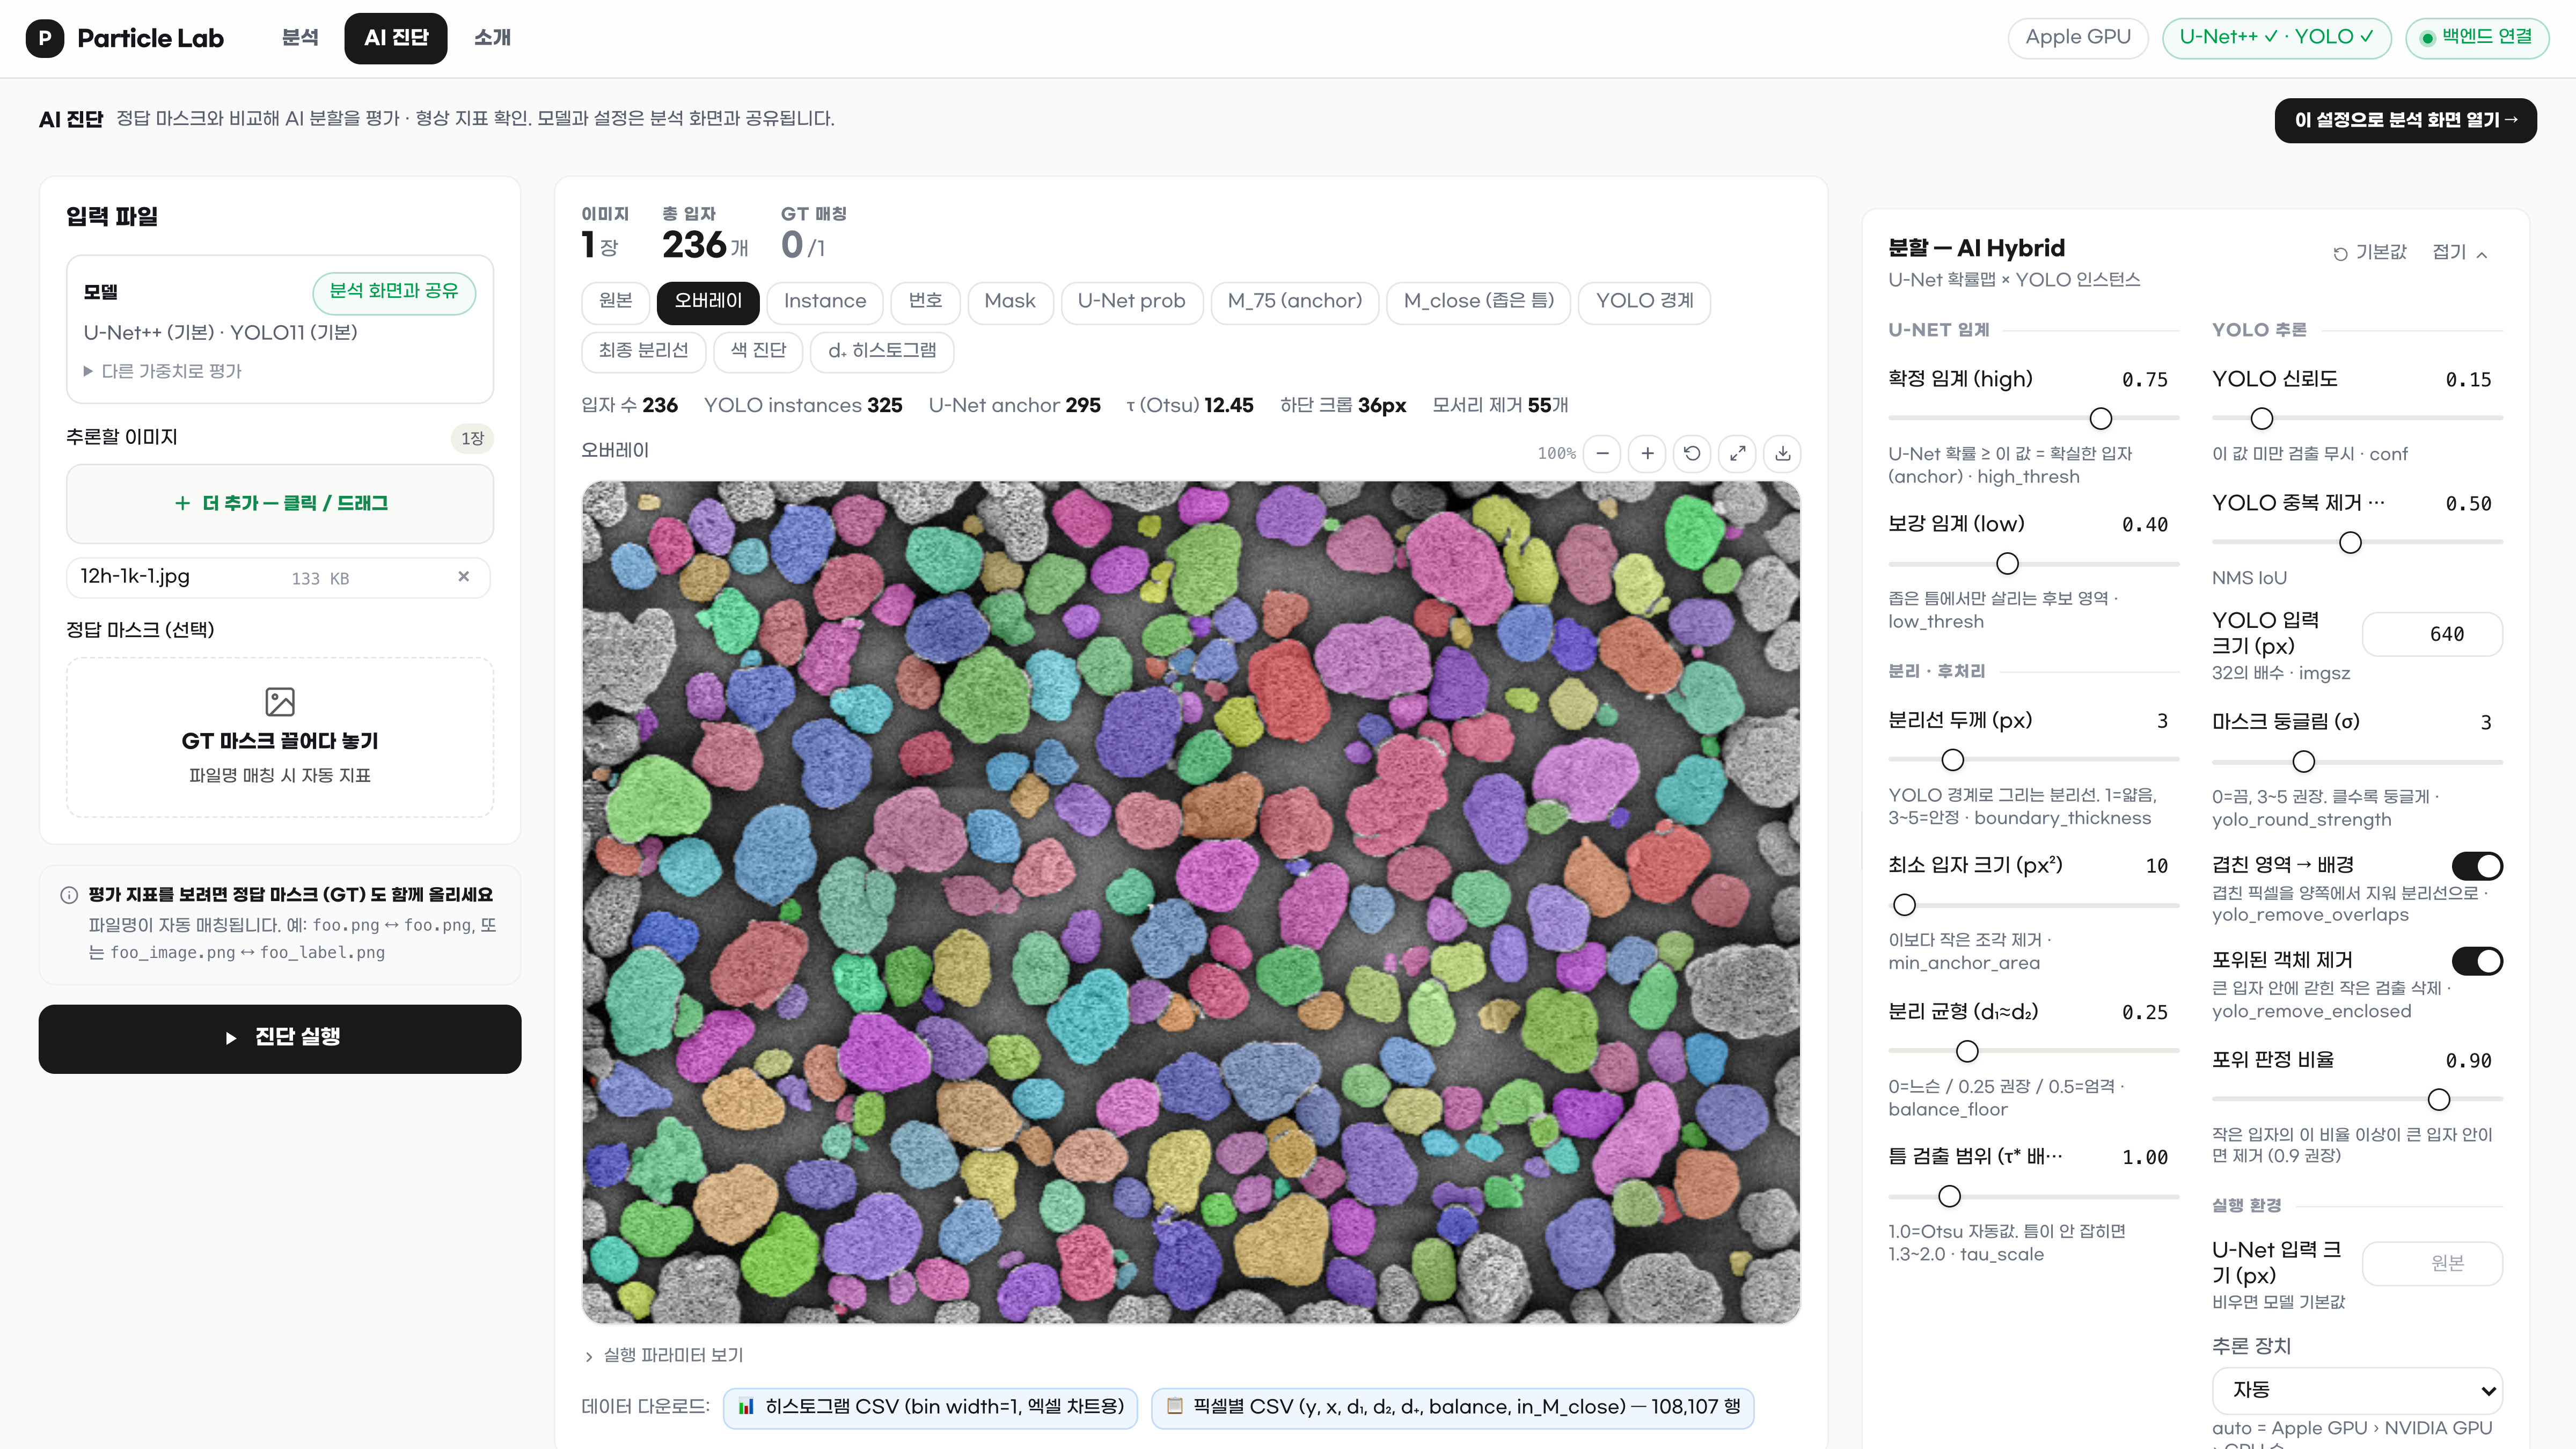 P Particle Lab 분석 AI 진단 소개 Apple GPU U-Net++ ✓ · YOLO ✓ 백엔드 연결
AI 진단 정답 마스크와 비교해 AI 분할을 평가 · 형상 지표 확인. 모델과 설정은 분석 화면과 공유됩니다. 이 설정으로 분석 화면 열기 →
입력 파일
모델 분석 화면과 공유
U-Net++ (기본) · YOLO11 (기본)
▶ 다른 가중치로 평가
추론할 이미지 1장
+ 더 추가 — 클릭 / 드래그
12h-1k-1.jpg 133 KB ×
정답 마스크 (선택)
GT 마스크 끌어다 놓기
파일명 매칭 시 자동 지표
평가 지표를 보려면 정답 마스크 (GT) 도 함께 올리세요
파일명이 자동 매칭됩니다. 예: foo.png ↔ foo.png, 또
는 foo_image.png ↔ foo_label.png
▶ 진단 실행
이미지 총 입자 GT 매칭
1 장 236 개 0 /1
원본 오버레이 Instance 번호 Mask U-Net prob M_75 (anchor) M_close (좁은 틈) YOLO 경계
최종 분리선 색 진단 d₊ 히스토그램
입자 수 236 YOLO instances 325 U-Net anchor 295 τ (Otsu) 12.45 하단 크롭 36px 모서리 제거 55개
오버레이 100%
실행 파라미터 보기
데이터 다운로드: 히스토그램 CSV (bin width=1, 엑셀 차트용) 픽셀별 CSV (y, x, d₁, d₂, d₊, balance, in_M_close) — 108,107 행
분할 — AI Hybrid 기본값 접기
U-Net 확률맵 × YOLO 인스턴스
U-NET 임계
확정 임계 (high) 0.75
U-Net 확률 ≥ 이 값 = 확실한 입자
(anchor) · high_thresh
보강 임계 (low) 0.40
좁은 틈에서만 살리는 후보 영역 ·
low_thresh
분리 · 후처리
분리선 두께 (px) 3
YOLO 경계로 그리는 분리선. 1=얇음,
3~5=안정 · boundary_thickness
최소 입자 크기 (px²) 10
이보다 작은 조각 제거 ·
min_anchor_area
분리 균형 (d₁≈d₂) 0.25
0=느슨 / 0.25 권장 / 0.5=엄격 ·
balance_floor
틈 검출 범위 (τ* 배… 1.00
1.0=Otsu 자동값. 틈이 안 잡히면
1.3~2.0 · tau_scale
YOLO 추론
YOLO 신뢰도 0.15
이 값 미만 검출 무시 · conf
YOLO 중복 제거 … 0.50
NMS IoU
YOLO 입력
크기 (px) 640
32의 배수 · imgsz
마스크 둥글림 (σ) 3
0=끔, 3~5 권장. 클수록 둥글게 ·
yolo_round_strength
겹친 영역 → 배경
겹친 픽셀을 양쪽에서 지워 분리선으로 ·
yolo_remove_overlaps
포위된 객체 제거
큰 입자 안에 갇힌 작은 검출 삭제 ·
yolo_remove_enclosed
포위 판정 비율 0.90
작은 입자의 이 비율 이상이 큰 입자 안이
면 제거 (0.9 권장)
실행 환경
U-Net 입력 크
기 (px) 원본
비우면 모델 기본값
추론 장치
자동
auto = Apple GPU › NVIDIA GPU